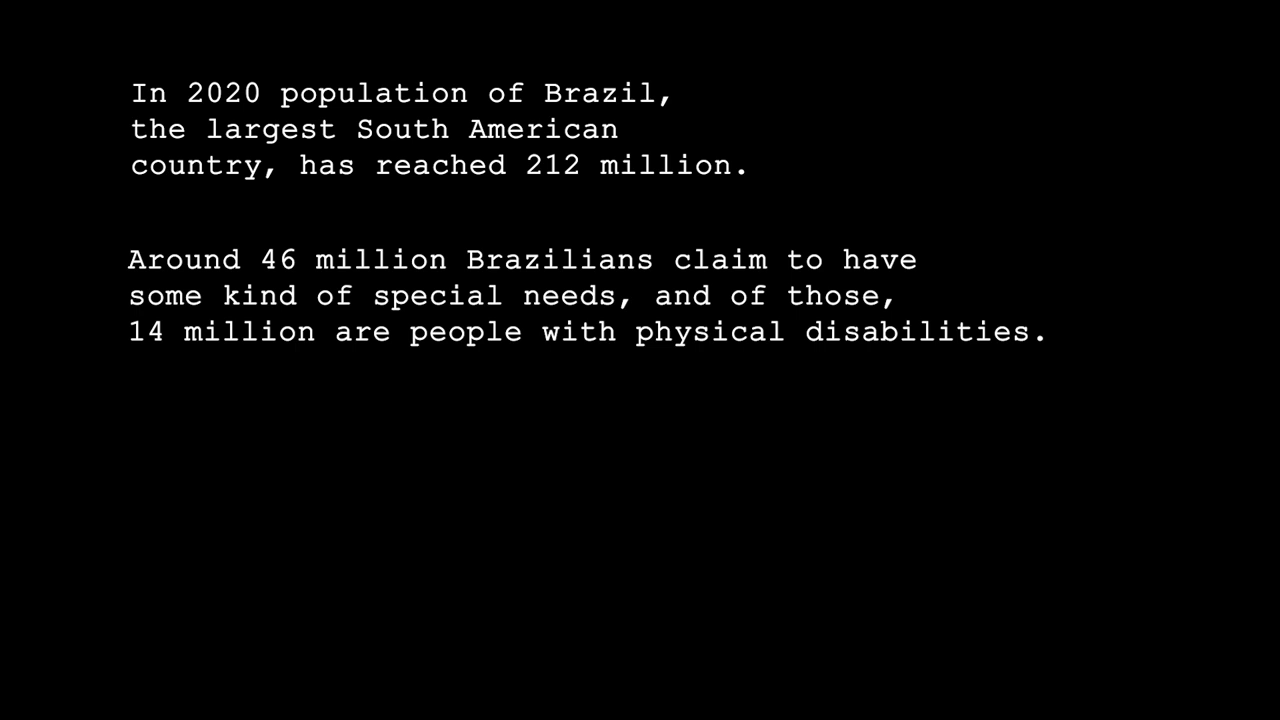 In 2020 population of Brazil,
the largest South American
country, has reached 212 million.
Around 46 million Brazilians claim to have
some kind of special needs, and of those,
14 million are people with physical disabilities.